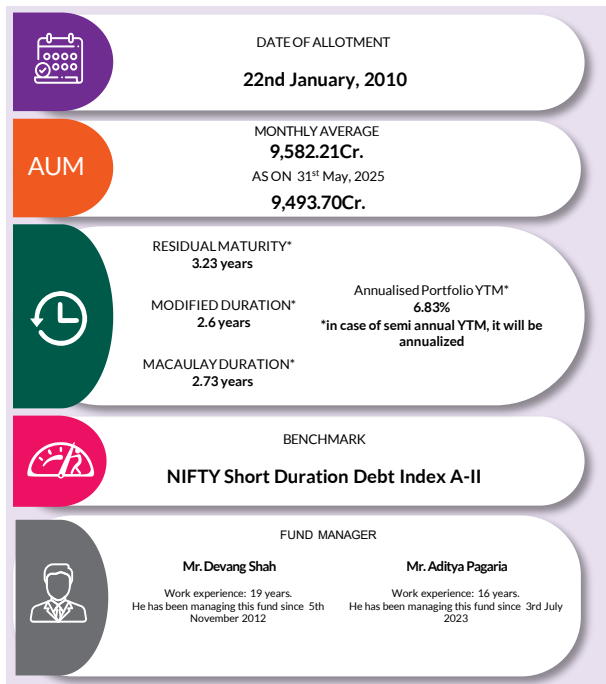 DATE OF ALLOTMENT
22nd January, 2010
AUM
MONTHLY AVERAGE
9,582.21Cr.
AS ON 31st May, 2025
9,493.70Cr.
RESIDUAL MATURITY*
3.23 years
MODIFIED DURATION*
2.6 years
MACAULAY DURATION*
2.73 years
Annualised Portfolio YTM*
6.83%
*in case of semi annual YTM, it will be
annualized
BENCHMARK
NIFTY Short Duration Debt Index A-II
FUND MANAGER
Mr. Devang Shah
Work experience: 19 years.
He has been managing this fund since 5th
November 2012
Mr. Aditya Pagaria
Work experience: 16 years.
He has been managing this fund since 3rd July
2023